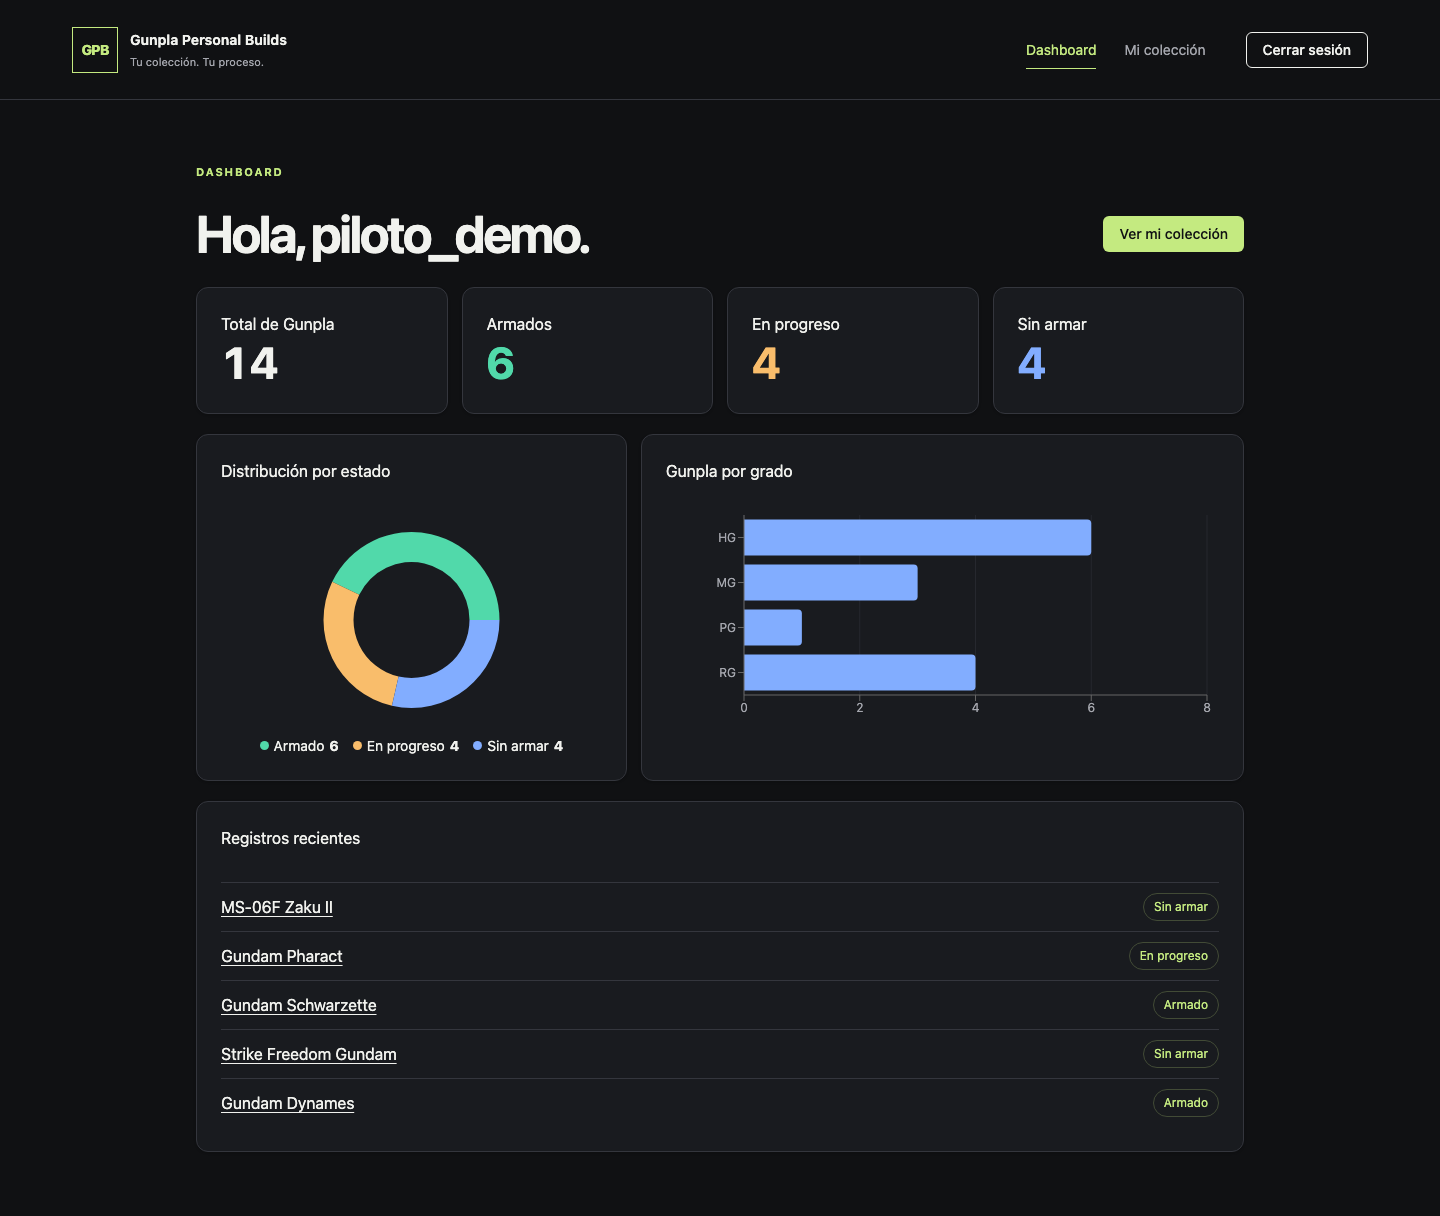 GPB
Gunpla Personal Builds
Tu colección. Tu proceso.
Dashboard
Mi colección
Cerrar sesión
DASHBOARD
Hola, piloto_demo.
Ver mi colección
Total de Gunpla
14
Armados
6
En progreso
4
Sin armar
4
Distribución por estado
Armado 6
En progreso 4
Sin armar 4
Gunpla por grado
HG
MG
PG
RG
0
2
4
6
8
Registros recientes
MS-06F Zaku II
Sin armar
Gundam Pharact
En progreso
Gundam Schwarzette
Armado
Strike Freedom Gundam
Sin armar
Gundam Dynames
Armado